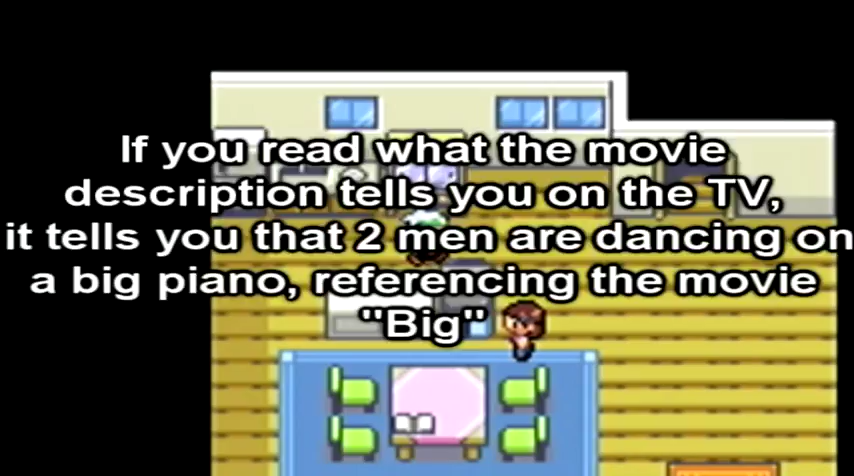 If you read what the movie
description tells you on the TV,
it tells you that 2 men are dancing on
a big piano, referencing the movie
"Big"